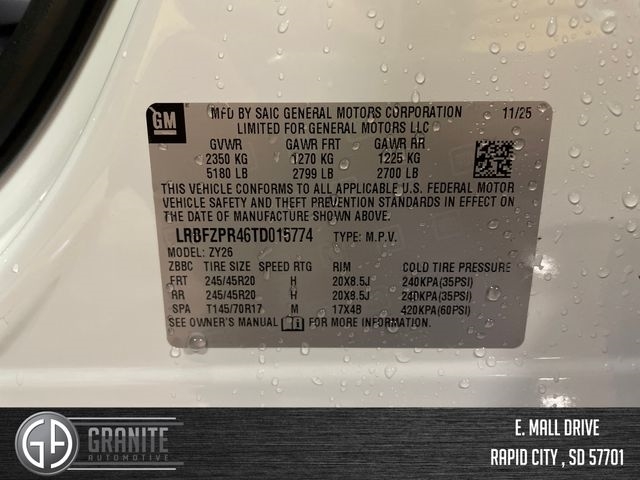 GM
MFD BY SAIC GENERAL MOTORS CORPORATION 11/25
LIMITED FOR GENERAL MOTORS LLC
GVWR GAWR FRT GAWR RR
2350 KG 1270 KG 1225 KG
5180 LB 2799 LB 2700 LB
THIS VEHICLE CONFORMS TO ALL APPLICABLE U.S. FEDERAL MOTOR
VEHICLE SAFETY AND THEFT PREVENTION STANDARDS IN EFFECT ON
THE DATE OF MANUFACTURE SHOWN ABOVE.
LRBFZPR46TD015774 TYPE: M.P.V.
MODEL: ZY26
ZBBC TIRE SIZE SPEED RTG RIM COLD TIRE PRESSURE
FRT 245/45R20 H 20X8.5J 240KPA(35PSI)
RR 245/45R20 H 20X8.5J 240KPA(35PSI)
SPA T145/70R17 M 17X4B 420KPA(60PSI)
SEE OWNER'S MANUAL FOR MORE INFORMATION.
GA GRANITE
AUTOMOTIVE
E. MALL DRIVE
RAPID CITY , SD 57701